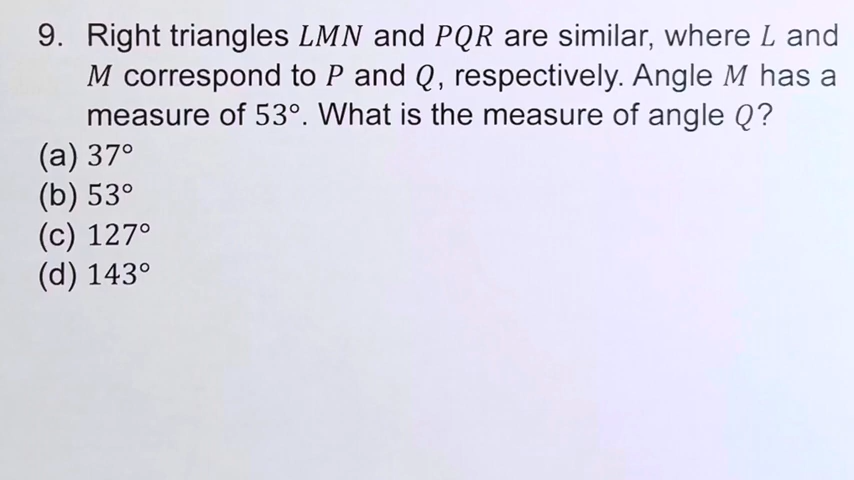 9. Right triangles LMN and PQR are similar, where L and
M correspond to P and Q, respectively. Angle M has a
measure of 53°. What is the measure of angle Q?
(a) 37°
(b) 53°
(c) 127°
(d) 143°